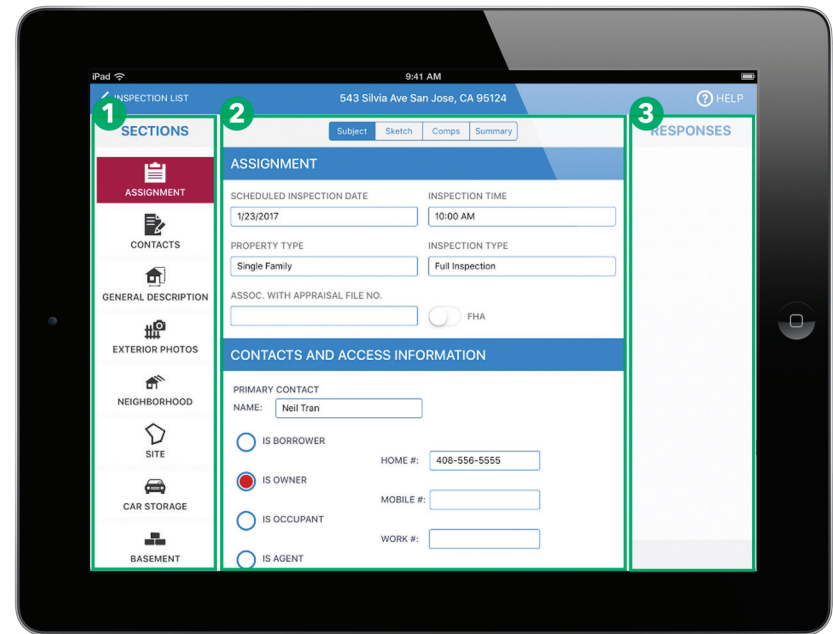 iPad
9:41 AM
INSPECTION LIST
543 Silvia Ave San Jose, CA 95124
? HELP
1
SECTIONS
ASSIGNMENT
CONTACTS
GENERAL DESCRIPTION
EXTERIOR PHOTOS
NEIGHBORHOOD
SITE
CAR STORAGE
BASEMENT
2
Subject Sketch Comps Summary
ASSIGNMENT
SCHEDULED INSPECTION DATE INSPECTION TIME
1/23/2017 10:00 AM
PROPERTY TYPE INSPECTION TYPE
Single Family Full Inspection
ASSOC. WITH APPRAISAL FILE NO.
FHA
CONTACTS AND ACCESS INFORMATION
PRIMARY CONTACT
NAME: Neil Tran
IS BORROWER
HOME #: 408-556-5555
IS OWNER
MOBILE #:
IS OCCUPANT
WORK #:
IS AGENT
3
RESPONSES